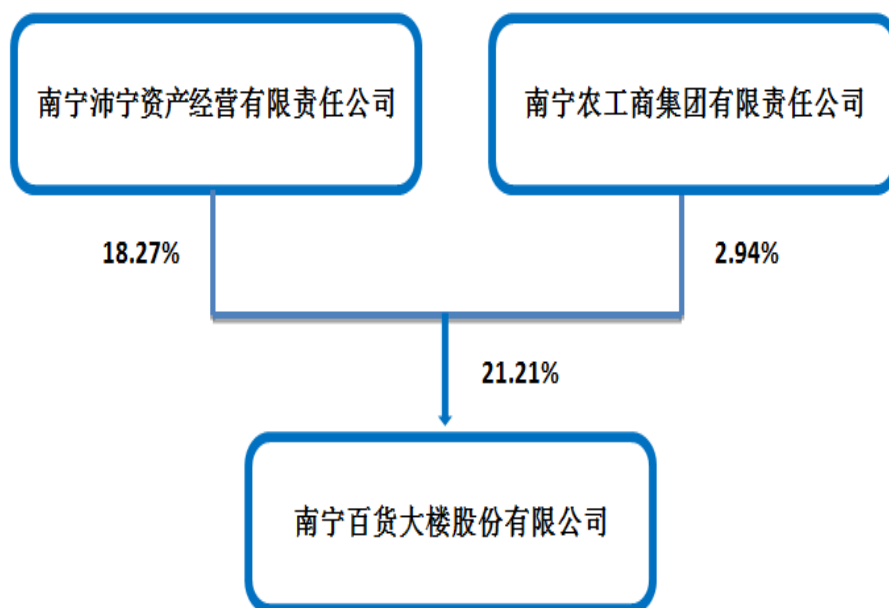 南宁沛宁资产经营有限责任公司
南宁农工商集团有限责任公司
18.27%
2.94%
21.21%
南宁百货大楼股份有限公司